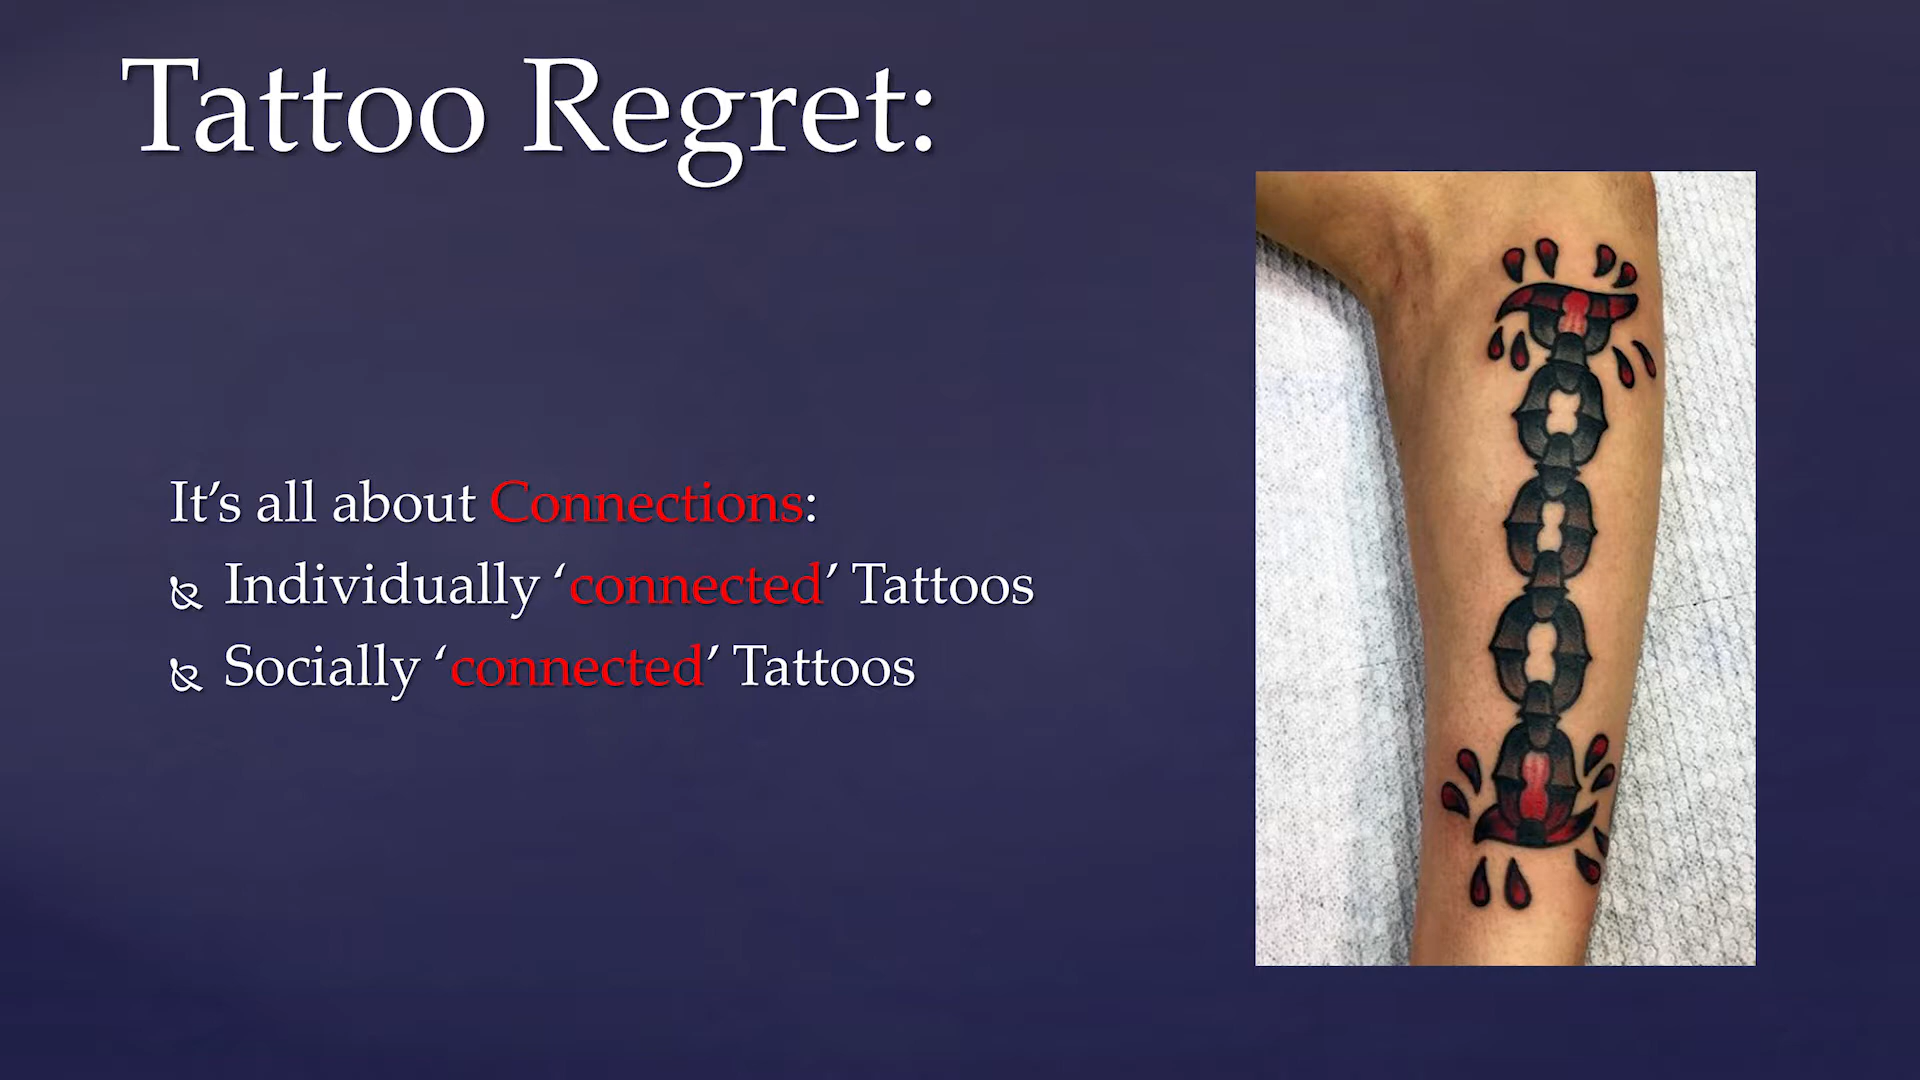 Tattoo Regret:
It’s all about Connections:
Individually ‘connected’ Tattoos
Socially ‘connected’ Tattoos